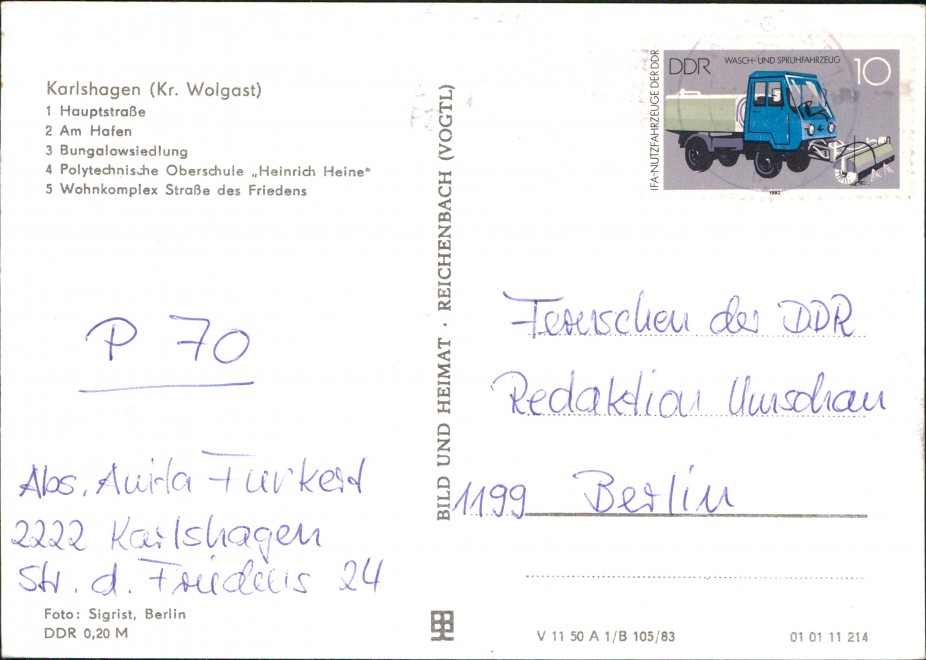 Karlshagen (Kr. Wolgast)
1 Hauptstraße
2 Am Hafen
3 Bungalowsiedlung
4 Polytechnische Oberschule „Heinrich Heine"
5 Wohnkomplex Straße des Friedens
P 70
Abs. Anita Furkert
2222 Karlshagen
Str. d. Friedens 24
Foto: Sigrist, Berlin
DDR 0,20 M
BILD UND HEIMAT · REICHENBACH (VOGTL)
IFA-NUTZFAHRZEUGE DER DDR
DDR
WASCH- UND SPRÜHFAHRZEUG
10
1982
Fernsehen der DDR
Redaktion Umschau
1199 Berlin
V 11 50 A 1/B 105/83
01 01 11 214